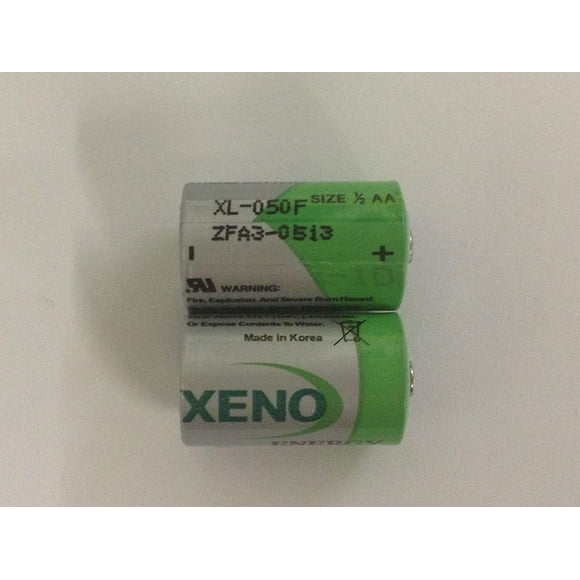 SIZE ½ AA
XL-050F
ZFA3-0513
- +
WARNING:
Fire, Explosion, And Severe Burn Hazard.
Or Expose Contents To Water.
Made in Korea
XENO
ENERGY